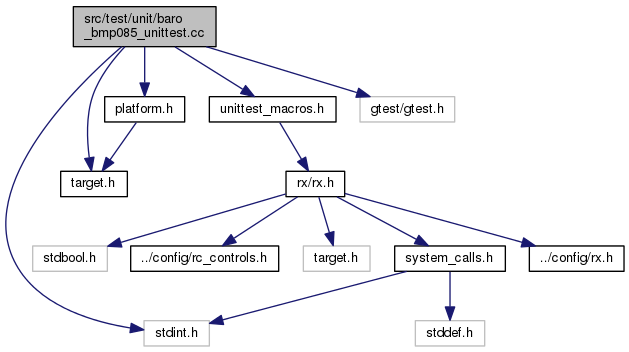 src/test/unit/baro
_bmp085_unittest.cc
platform.h
unittest_macros.h
gtest/gtest.h
target.h
rx/rx.h
stdbool.h
../config/rc_controls.h
target.h
system_calls.h
../config/rx.h
stdint.h
stddef.h